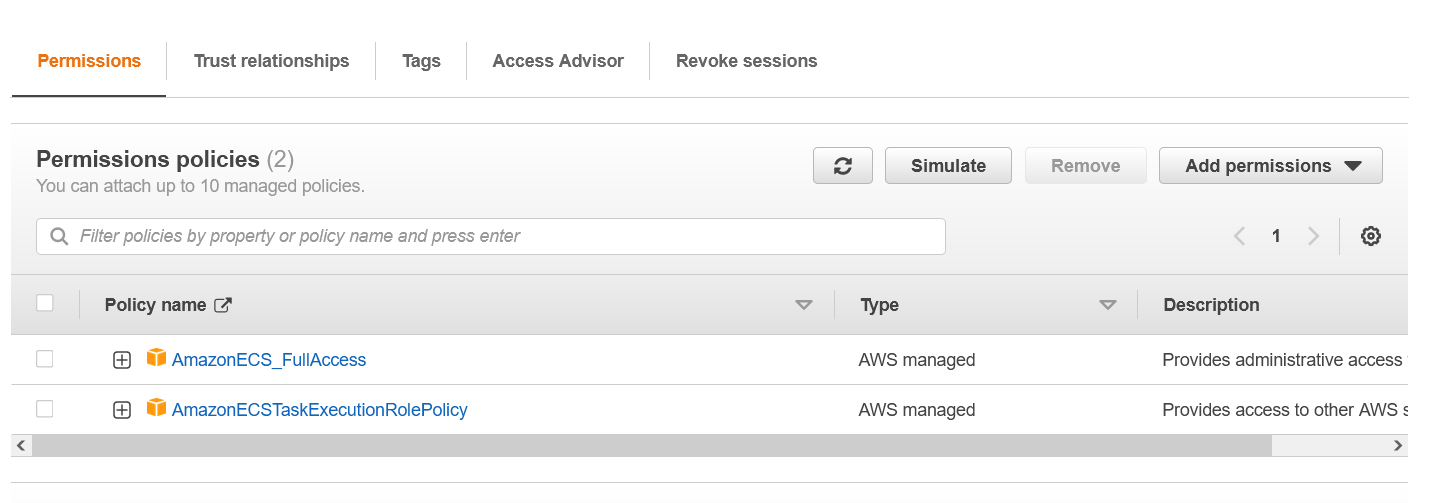 Permissions Trust relationships Tags Access Advisor Revoke sessions
Permissions policies (2)
You can attach up to 10 managed policies.
Simulate Remove Add permissions
Filter policies by property or policy name and press enter
1
Policy name Type Description
AmazonECS_FullAccess AWS managed Provides administrative access
AmazonECSTaskExecutionRolePolicy AWS managed Provides access to other AWS